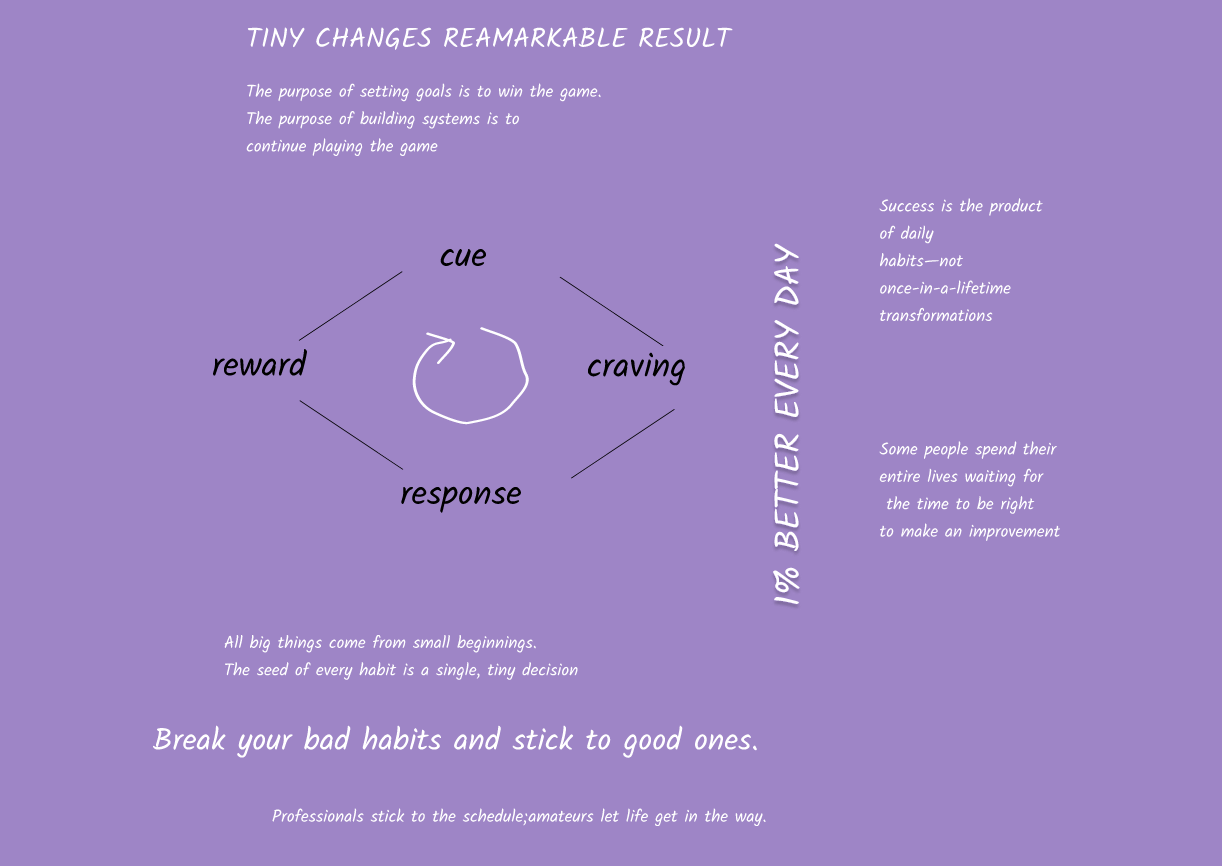 TINY CHANGES REAMARKABLE RESULT
The purpose of setting goals is to win the game.
The purpose of building systems is to
continue playing the game
cue
reward
craving
response
1% BETTER EVERY DAY
Success is the product
of daily
habits—not
once-in-a-lifetime
transformations
Some people spend their
entire lives waiting for
the time to be right
to make an improvement
All big things come from small beginnings.
The seed of every habit is a single, tiny decision
Break your bad habits and stick to good ones.
Professionals stick to the schedule;amateurs let life get in the way.